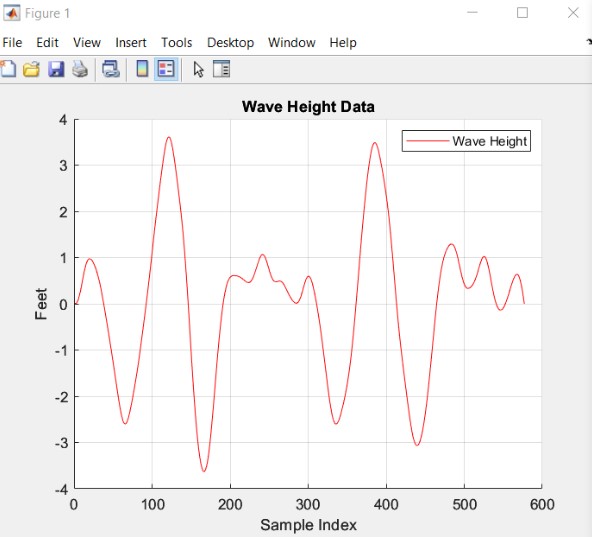 Figure 1
File Edit View Insert Tools Desktop Window Help
Wave Height Data
Wave Height
4
3
2
1
0
-1
-2
-3
-4
Feet
0 100 200 300 400 500 600
Sample Index